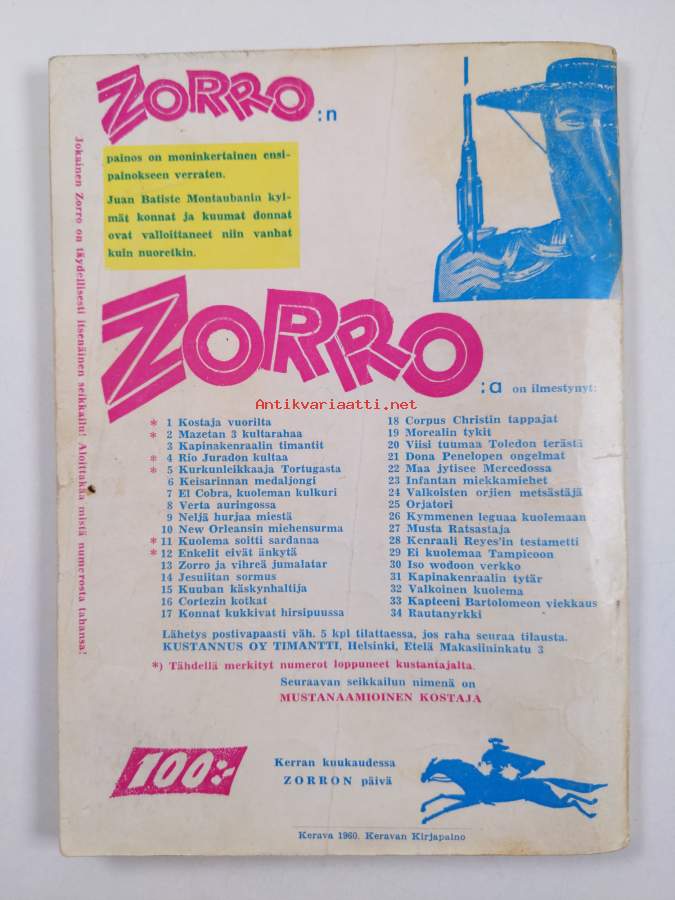 ZORRO:n
painos on moninkertainen ensi-
painokseen verraten.
Juan Batiste Montaubanin kyl-
mät konnat ja kuumat donnat
ovat valloittaneet niin vanhat
kuin nuoretkin.
Jokainen Zorro on täydellisesti itsenäinen seikkailu! Aloittakaa mistä numerosta tahansa!
ZORRO:a on ilmestynyt:
Antikvariaatti.net
* 1 Kostaja vuorilta
* 2 Mazetan 3 kultarahaa
3 Kapinakenraalin timantit
* 4 Rio Juradon kultaa
* 5 Kurkunleikkaaja Tortugasta
6 Keisarinnan medaljongi
7 El Cobra, kuoleman kulkuri
8 Verta auringossa
9 Neljä hurjaa miestä
10 New Orleansin miehensurma
* 11 Kuolema soitti sardanaa
* 12 Enkelit eivät änkytä
13 Zorro ja vihreä jumalatar
14 Jesuiitan sormus
15 Kuuban käskynhaltija
16 Cortezin kotkat
17 Konnat kukkivat hirsipuussa
18 Corpus Christin tappajat
19 Morealin tykit
20 Viisi tuumaa Toledon terästä
21 Dona Penelopen ongelmat
22 Maa jytisee Mercedossa
23 Infantan miekkamiehet
24 Valkoisten orjien metsästäjä
25 Orjatori
26 Kymmenen leguaa kuolemaan
27 Musta Ratsastaja
28 Kenraali Reyes'in testametti
29 Ei kuolemaa Tampicoon
30 Iso wodoon verkko
31 Kapinakenraalin tytär
32 Valkoinen kuolema
33 Kapteeni Bartolomeon viekkaus
34 Rautanyrkki
Lähetys postivapaasti väh. 5 kpl tilattaessa, jos raha seuraa tilausta.
KUSTANNUS OY TIMANTTI, Helsinki, Etelä Makasiininkatu 3
*) Tähdellä merkityt numerot loppuneet kustantajalta.
Seuraavan seikkailun nimenä on
MUSTANAAMIOINEN KOSTAJA
100:-
Kerran kuukaudessa
ZORRON päivä
Kerava 1960. Keravan Kirjapaino